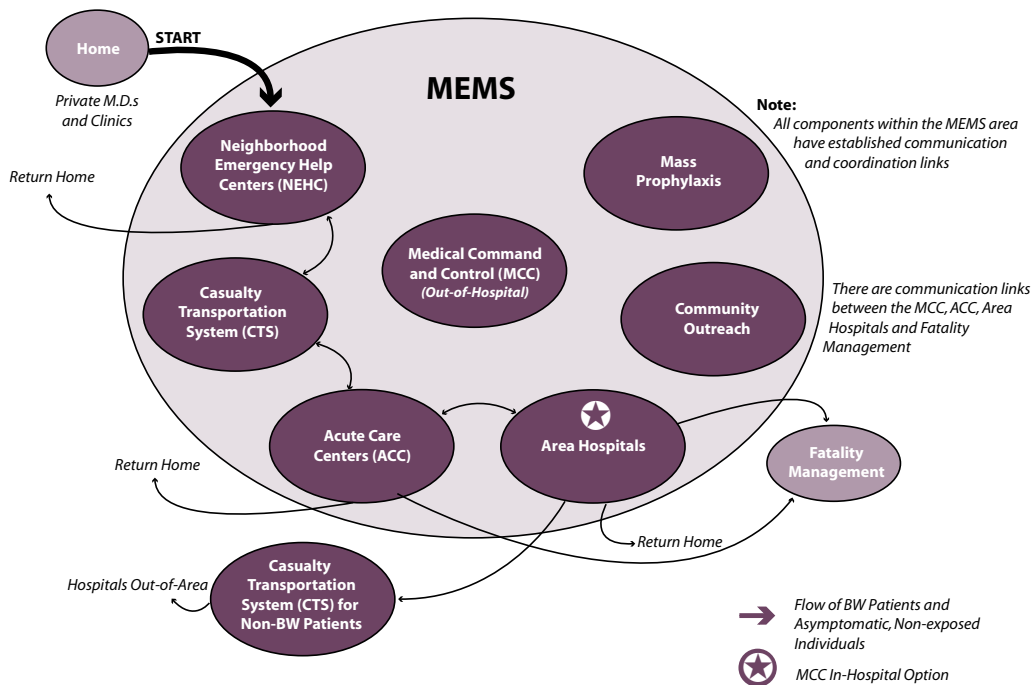 Home
START
Private M.D.s
and Clinics
MEMS
Note:
All components within the MEMS area
have established communication
and coordination links
Neighborhood
Emergency Help
Centers (NEHC)
Mass
Prophylaxis
Return Home
Medical Command
and Control (MCC)
(Out-of-Hospital)
Casualty
Transportation
System (CTS)
Community
Outreach
There are communication links
between the MCC, ACC, Area
Hospitals and Fatality
Management
Acute Care
Centers (ACC)
Area Hospitals
Fatality
Management
Return Home
Return Home
Casualty
Transportation
System (CTS) for
Non-BW Patients
Hospitals Out-of-Area
Flow of BW Patients and
Asymptomatic, Non-exposed
Individuals
MCC In-Hospital Option